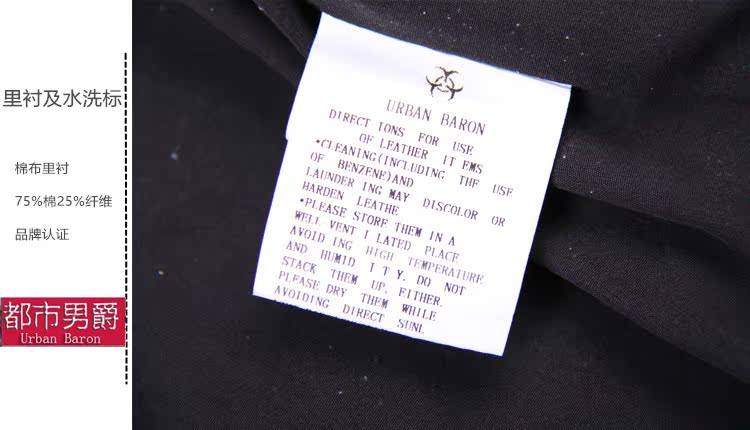 里衬及水洗标
棉布里衬
75%棉25%纤维
品牌认证
都市男爵
Urban Baron
URBAN BARON
DIRECT IONS FOR USE
OF LEATHER IT EMS
•CLEANING(INCLUDING THE USE
OF BENZENE)AND
LAUNDER ING MAY DISCOLOR OR
HARDEN LEATHE
•PLEASE STORE THEM IN A
WELL VENT I LATED PLACE
AVOID ING HIGH TEMPERATURE
AND HUMID I TY. DO NOT
STACK THEM UP. EITHER.
PLEASE DRY THEM WHILE
AVOIDING DIRECT SUNL